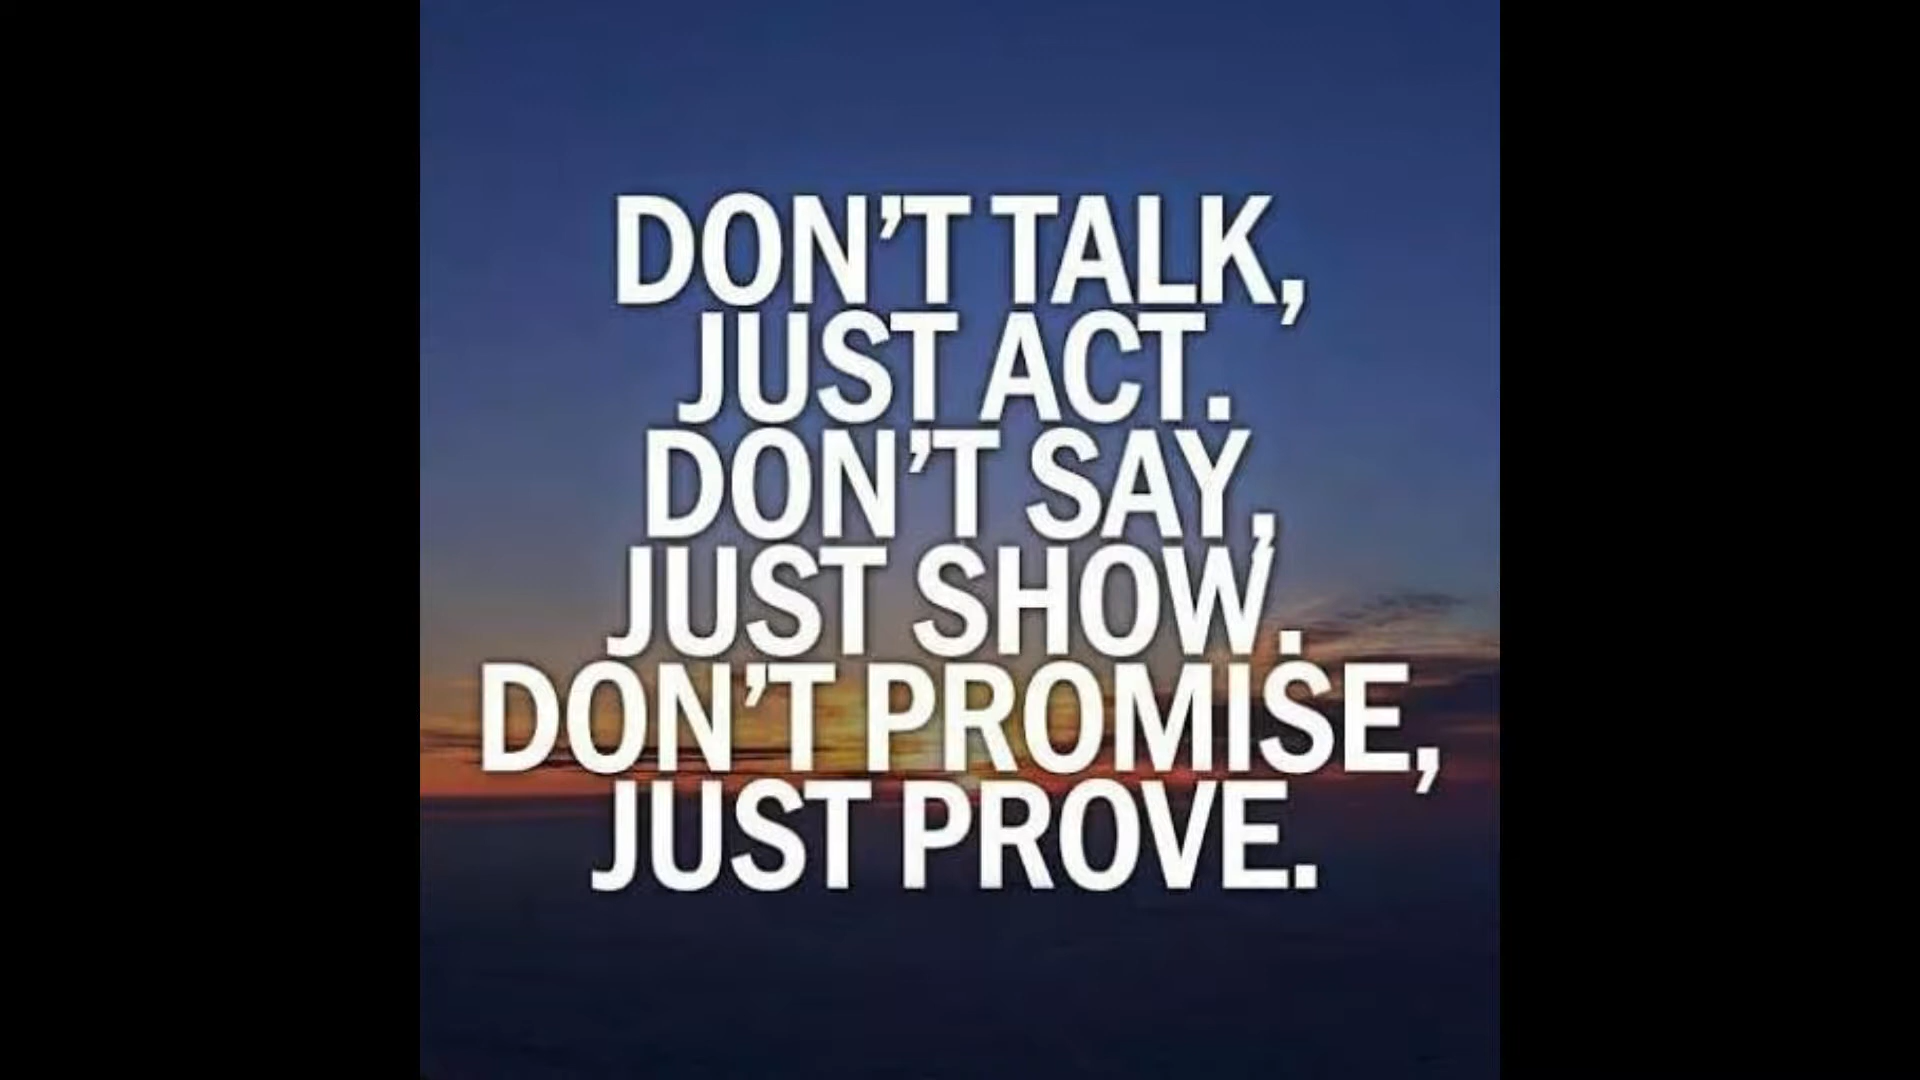 DON'T TALK,
JUST ACT.
DON'T SAY,
JUST SHOW.
DON'T PROMISE,
JUST PROVE.